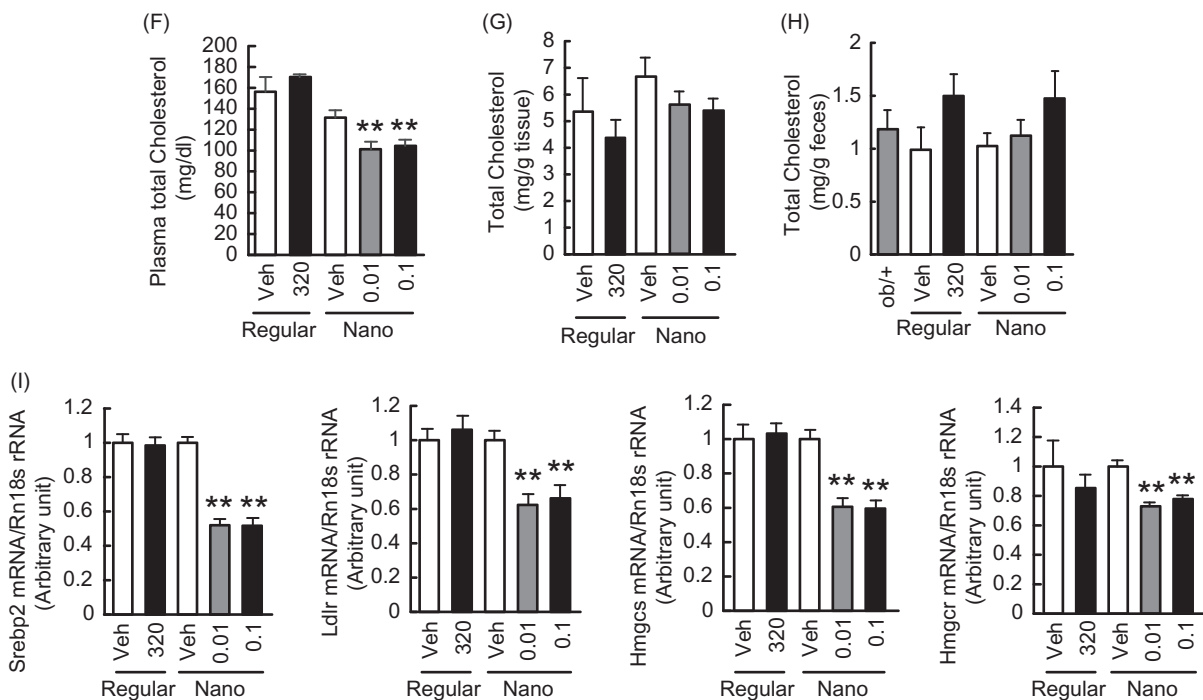 (F)
Plasma total Cholesterol
(mg/dl)
200
180
160
140
120
100
80
60
40
20
0
** **
Veh
320
Veh
0.01
0.1
Regular
Nano
(G)
Total Cholesterol
(mg/g tissue)
8
7
6
5
4
3
2
1
0
Veh
320
Veh
0.01
0.1
Regular
Nano
(H)
Total Cholesterol
(mg/g feces)
2
1.5
1
0.5
0
ob/+
Veh
320
Veh
0.01
0.1
Regular
Nano
(I)
Srebp2 mRNA/Rn18s rRNA
(Arbitrary unit)
1.2
1
0.8
0.6
0.4
0.2
0
** **
Veh
320
Veh
0.01
0.1
Regular
Nano
Ldlr mRNA/Rn18s rRNA
(Arbitrary unit)
1.2
1
0.8
0.6
0.4
0.2
0
** **
Veh
320
Veh
0.01
0.1
Regular
Nano
Hmgcs mRNA/Rn18s rRNA
(Arbitrary unit)
1.2
1
0.8
0.6
0.4
0.2
0
** **
Veh
320
Veh
0.01
0.1
Regular
Nano
Hmgcr mRNA/Rn18s rRNA
(Arbitrary unit)
1.4
1.2
1
0.8
0.6
0.4
0.2
0
** **
Veh
320
Veh
0.01
0.1
Regular
Nano